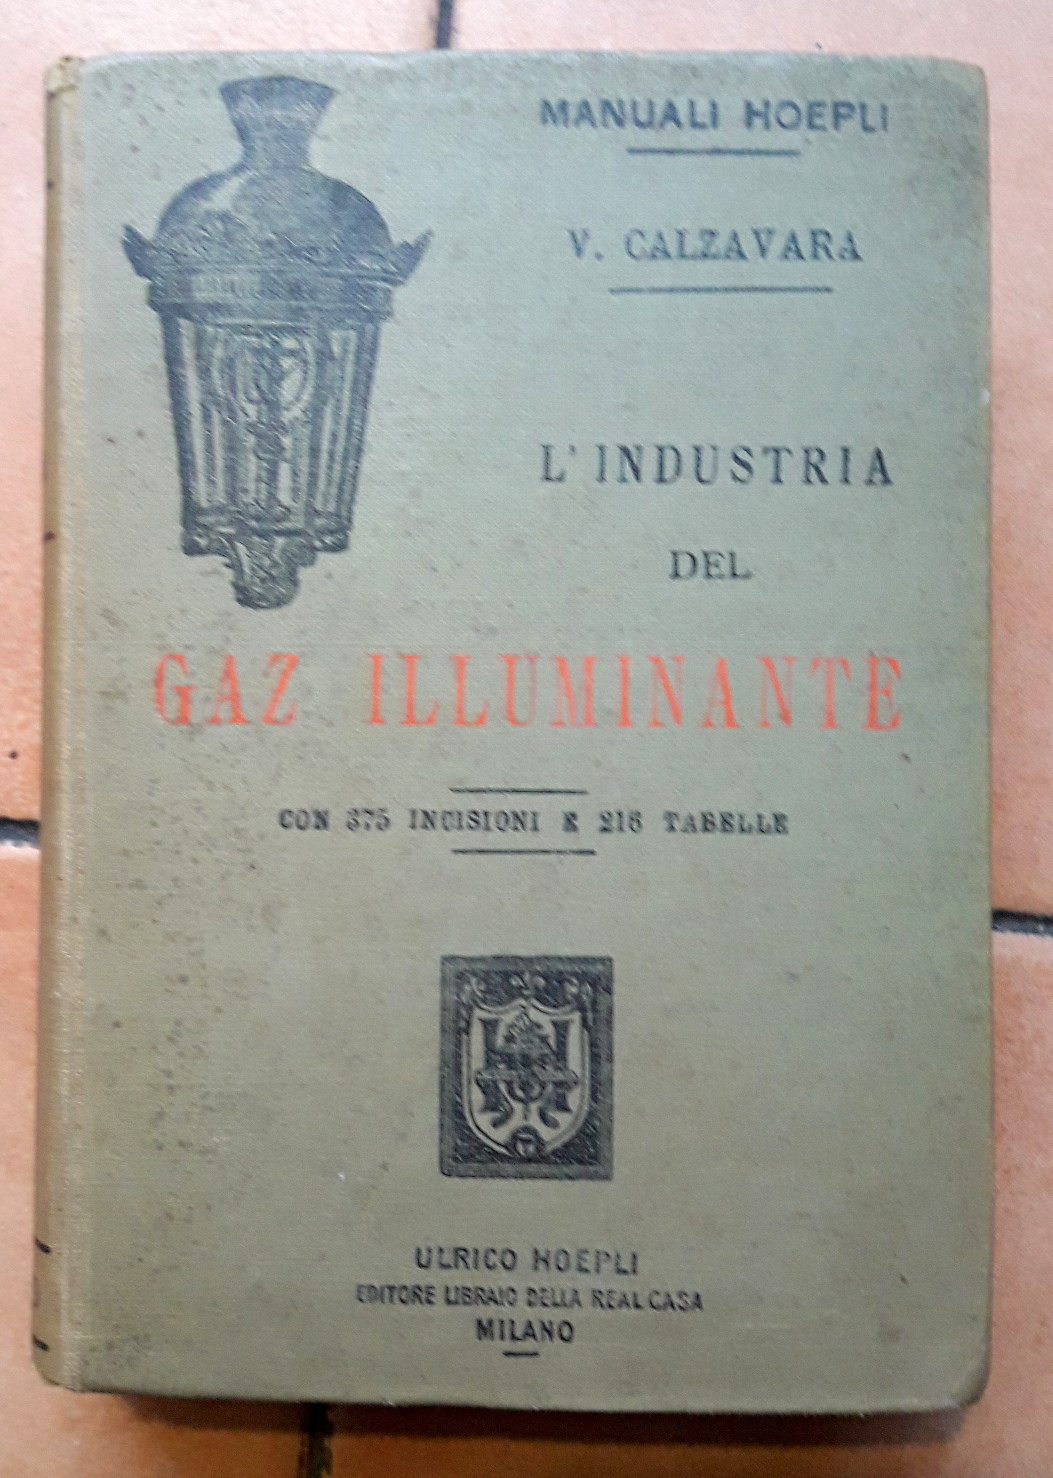 MANUALI HOEPLI
V. CALZAVARA
L'INDUSTRIA
DEL
GAZ ILLUMINANTE
CON 375 INCISIONI E 216 TABELLE
ULRICO HOEPLI
EDITORE LIBRAIO DELLA REAL CASA
MILANO